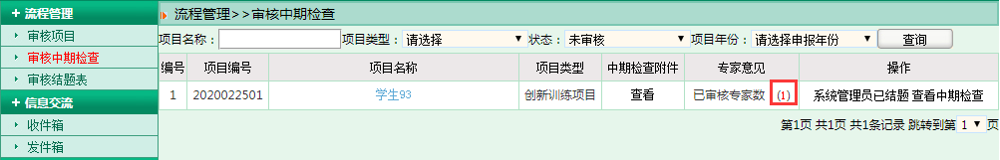 + 流程管理
审核项目
审核中期检查
审核结题表
+ 信息交流
收件箱
发件箱
流程管理>>审核中期检查
项目名称： 项目类型：请选择 状态：未审核 项目年份：请选择申报年份 查询
编号 项目编号 项目名称 项目类型 中期检查附件 专家意见 操作
1 2020022501 学生93 创新训练项目 查看 已审核专家数 (1) 系统管理员已结题 查看中期检查
第1页 共1页 共1条记录 跳转到第 1 页